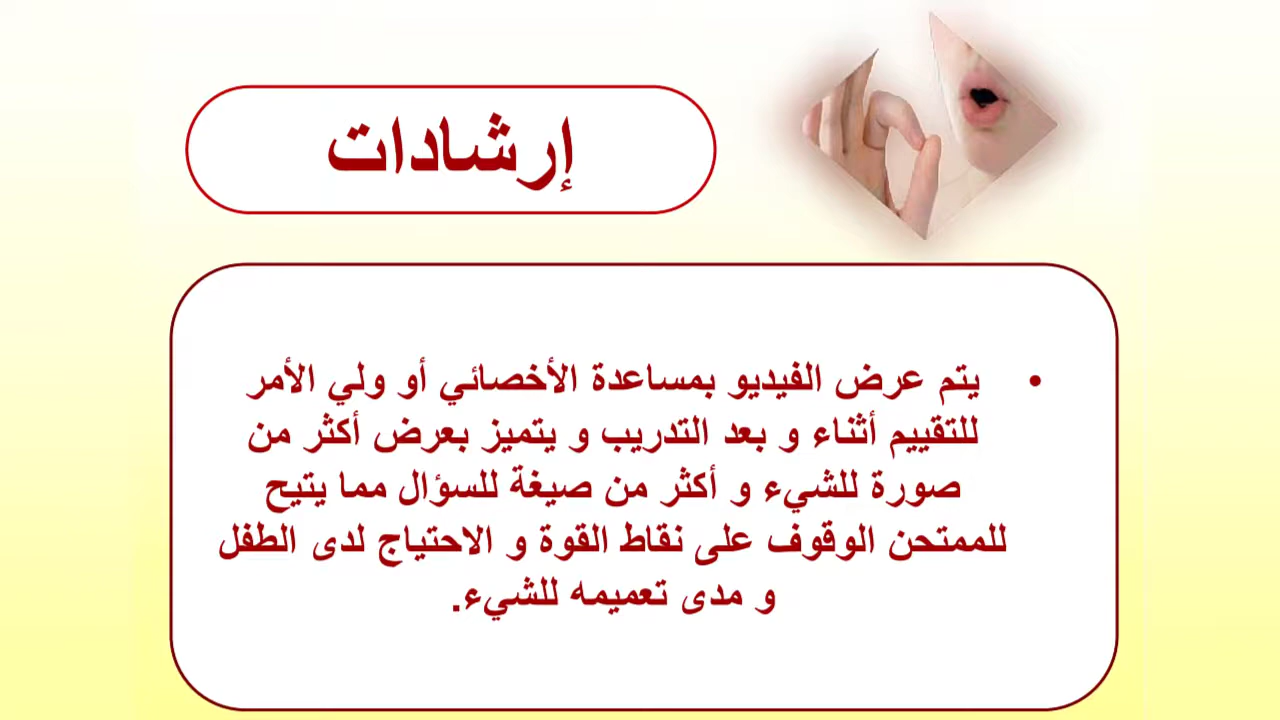 إرشادات
• يتم عرض الفيديو بمساعدة الأخصائي أو ولي الأمر
للتقييم أثناء و بعد التدريب و يتميز بعرض أكثر من
صورة للشيء و أكثر من صيغة للسؤال مما يتيح
للممتحن الوقوف على نقاط القوة و الاحتياج لدى الطفل
و مدى تعميمه للشيء.